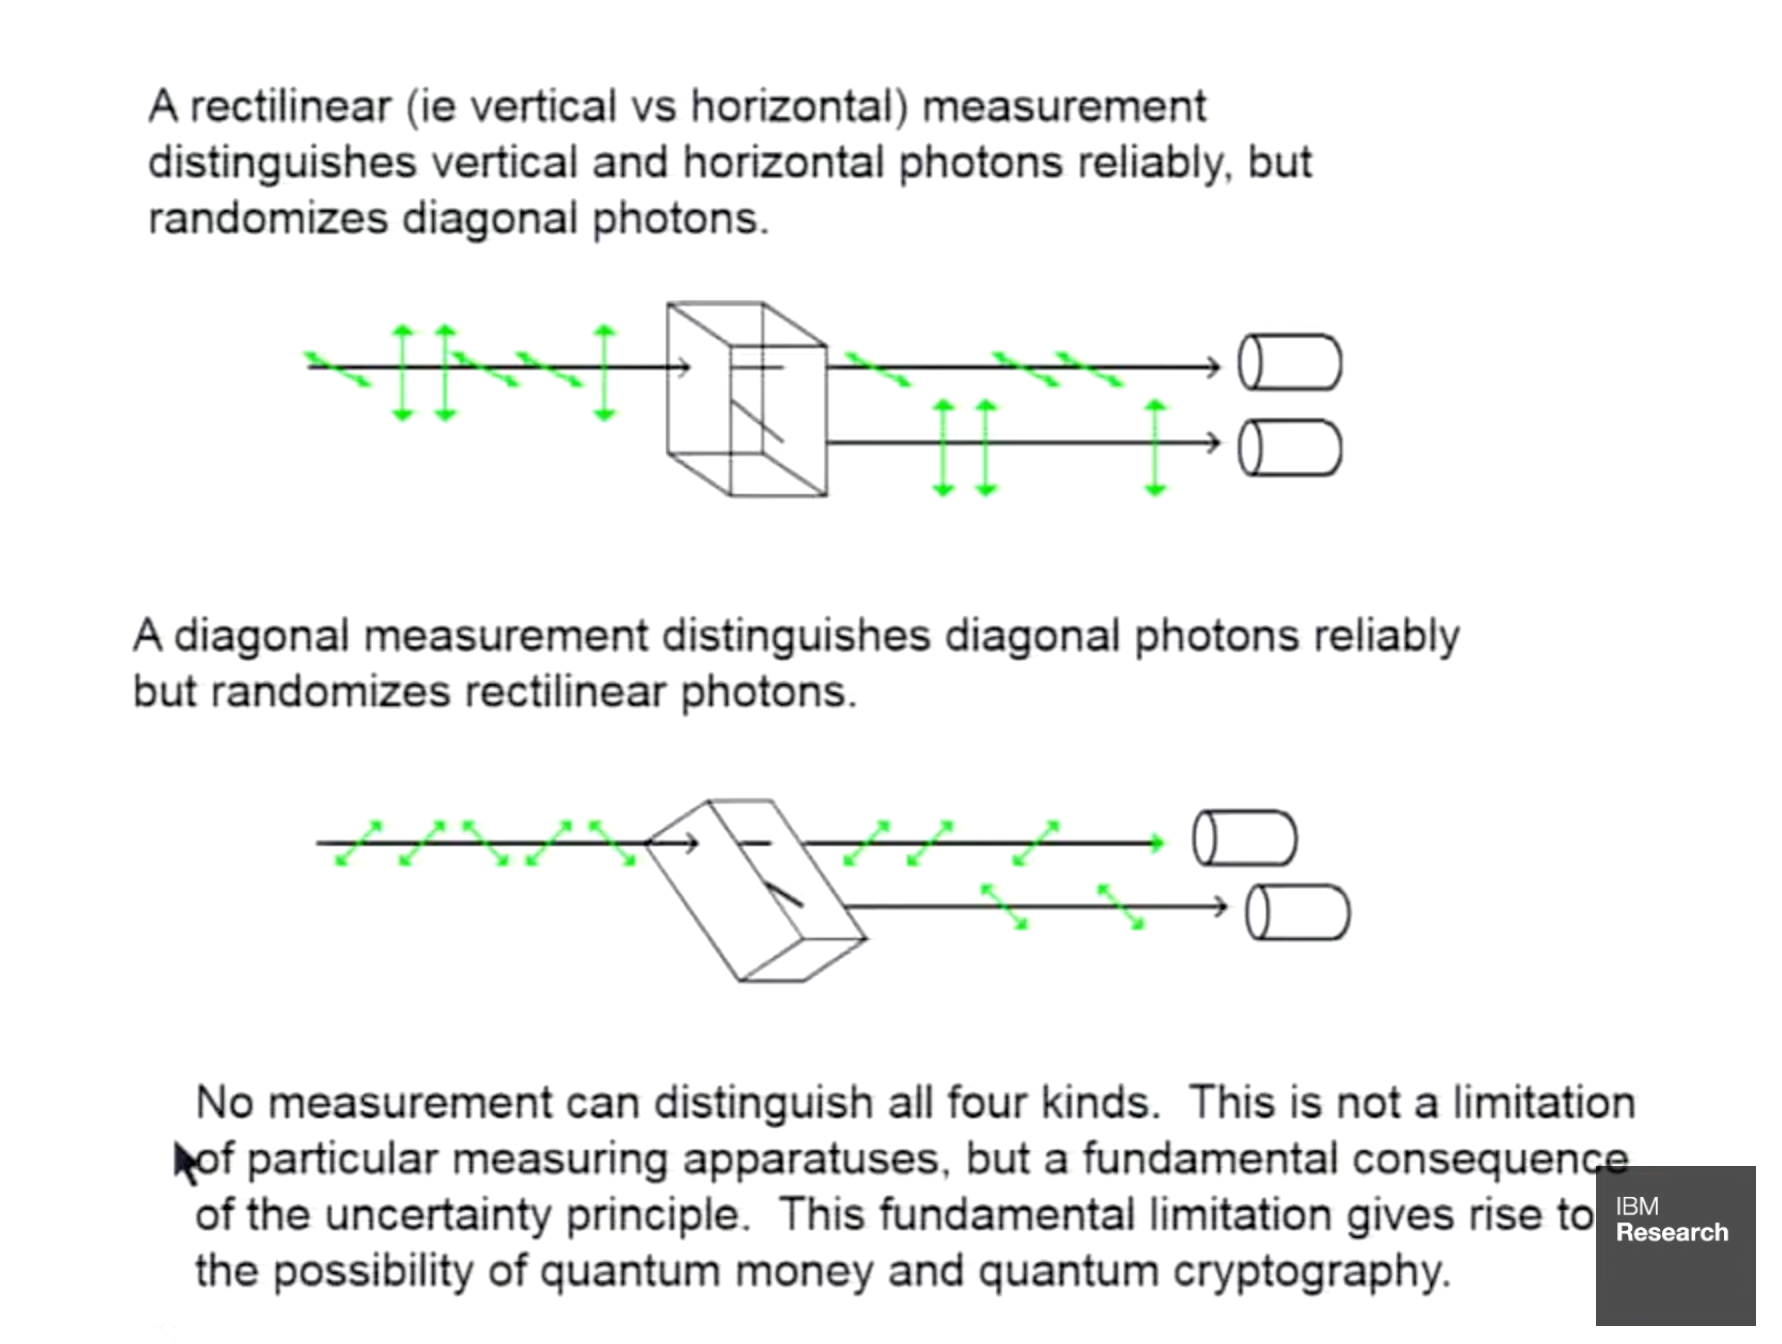 A rectilinear (ie vertical vs horizontal) measurement
distinguishes vertical and horizontal photons reliably, but
randomizes diagonal photons.
A diagonal measurement distinguishes diagonal photons reliably
but randomizes rectilinear photons.
No measurement can distinguish all four kinds.  This is not a limitation
of particular measuring apparatuses, but a fundamental consequence
of the uncertainty principle.  This fundamental limitation gives rise to
the possibility of quantum money and quantum cryptography.
IBM
Research